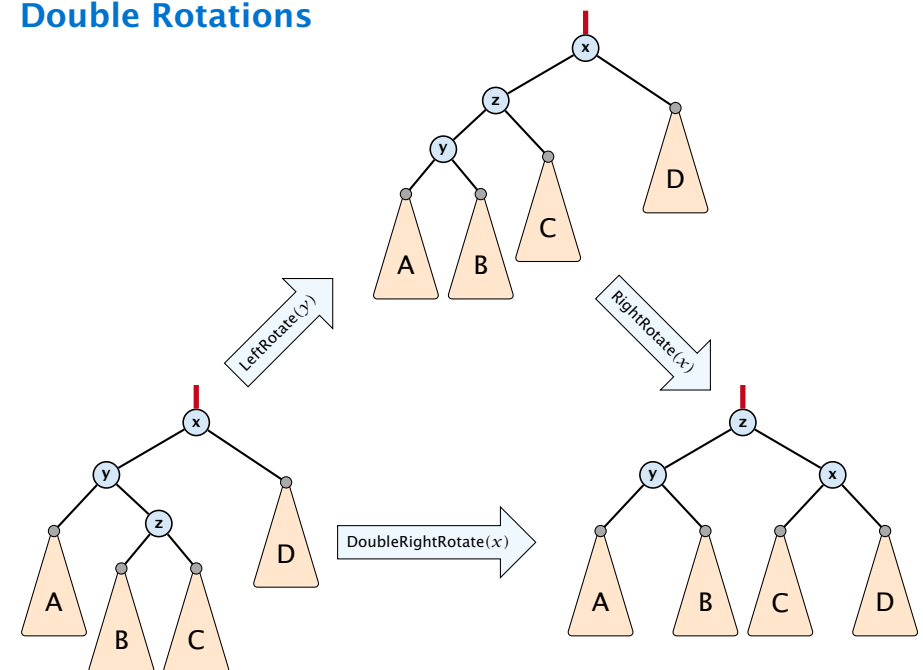 Double Rotations
x
z
y
D
C
A
B
LeftRotate(y)
RightRotate(x)
x
y
z
D
A
B
C
DoubleRightRotate(x)
z
y
x
A
B
C
D